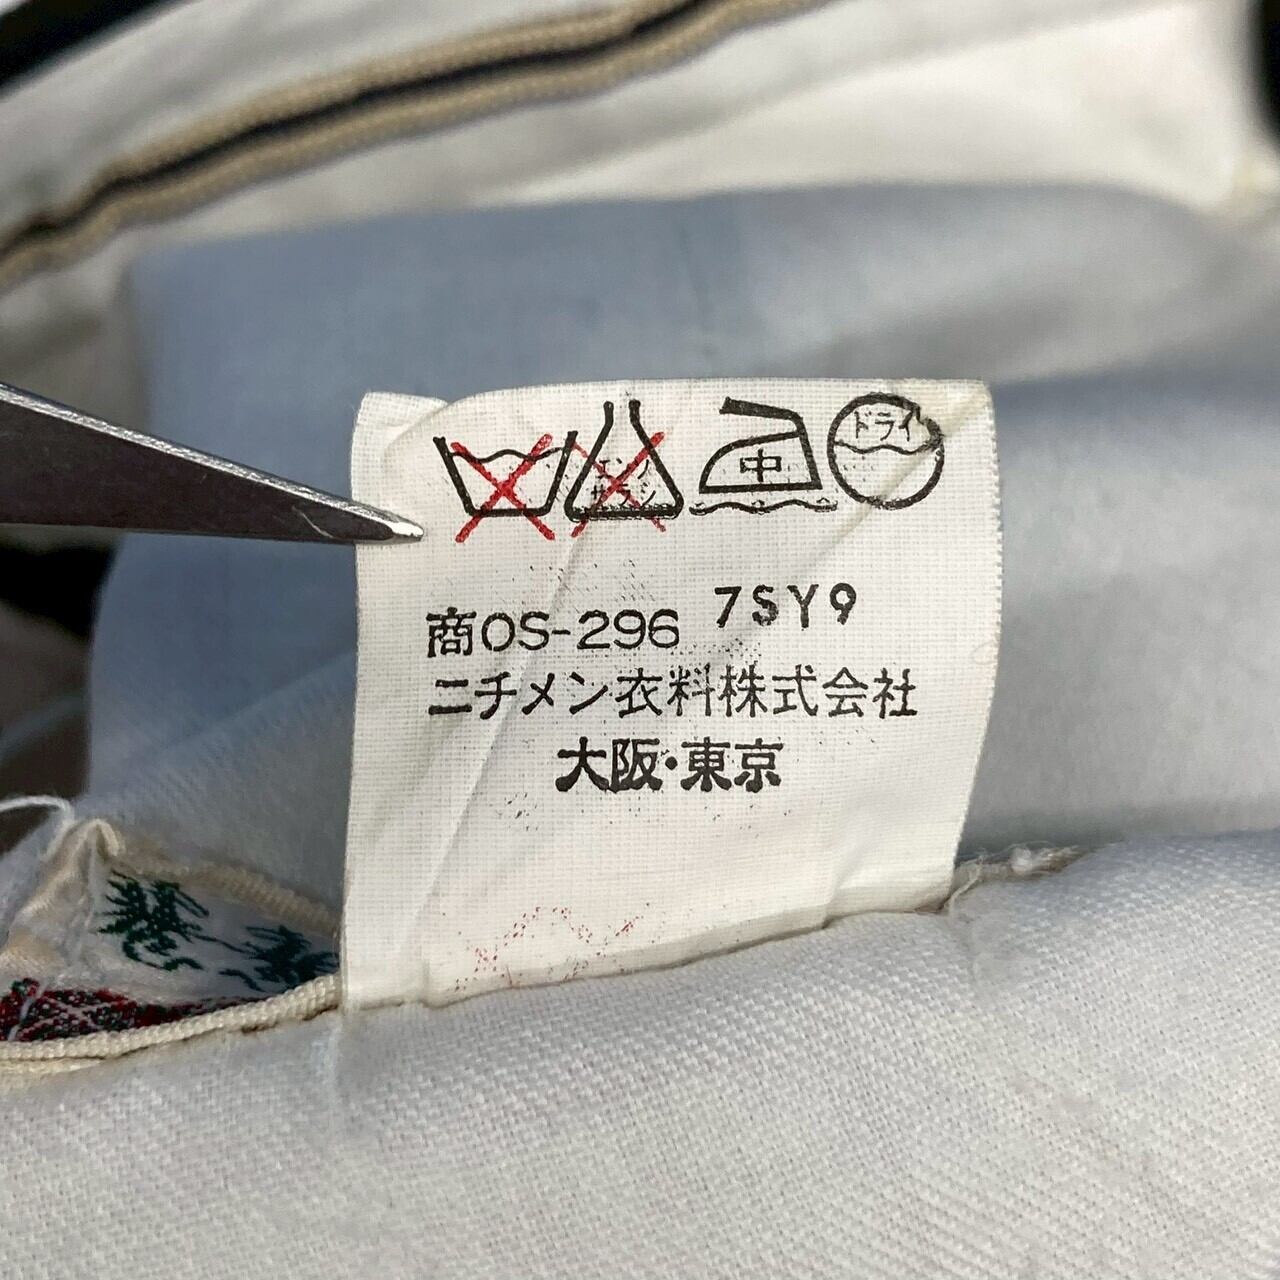 エンソ
サラシ
中
ドライ
7SY9
商OS-296
ニチメン衣料株式会社
大阪・東京